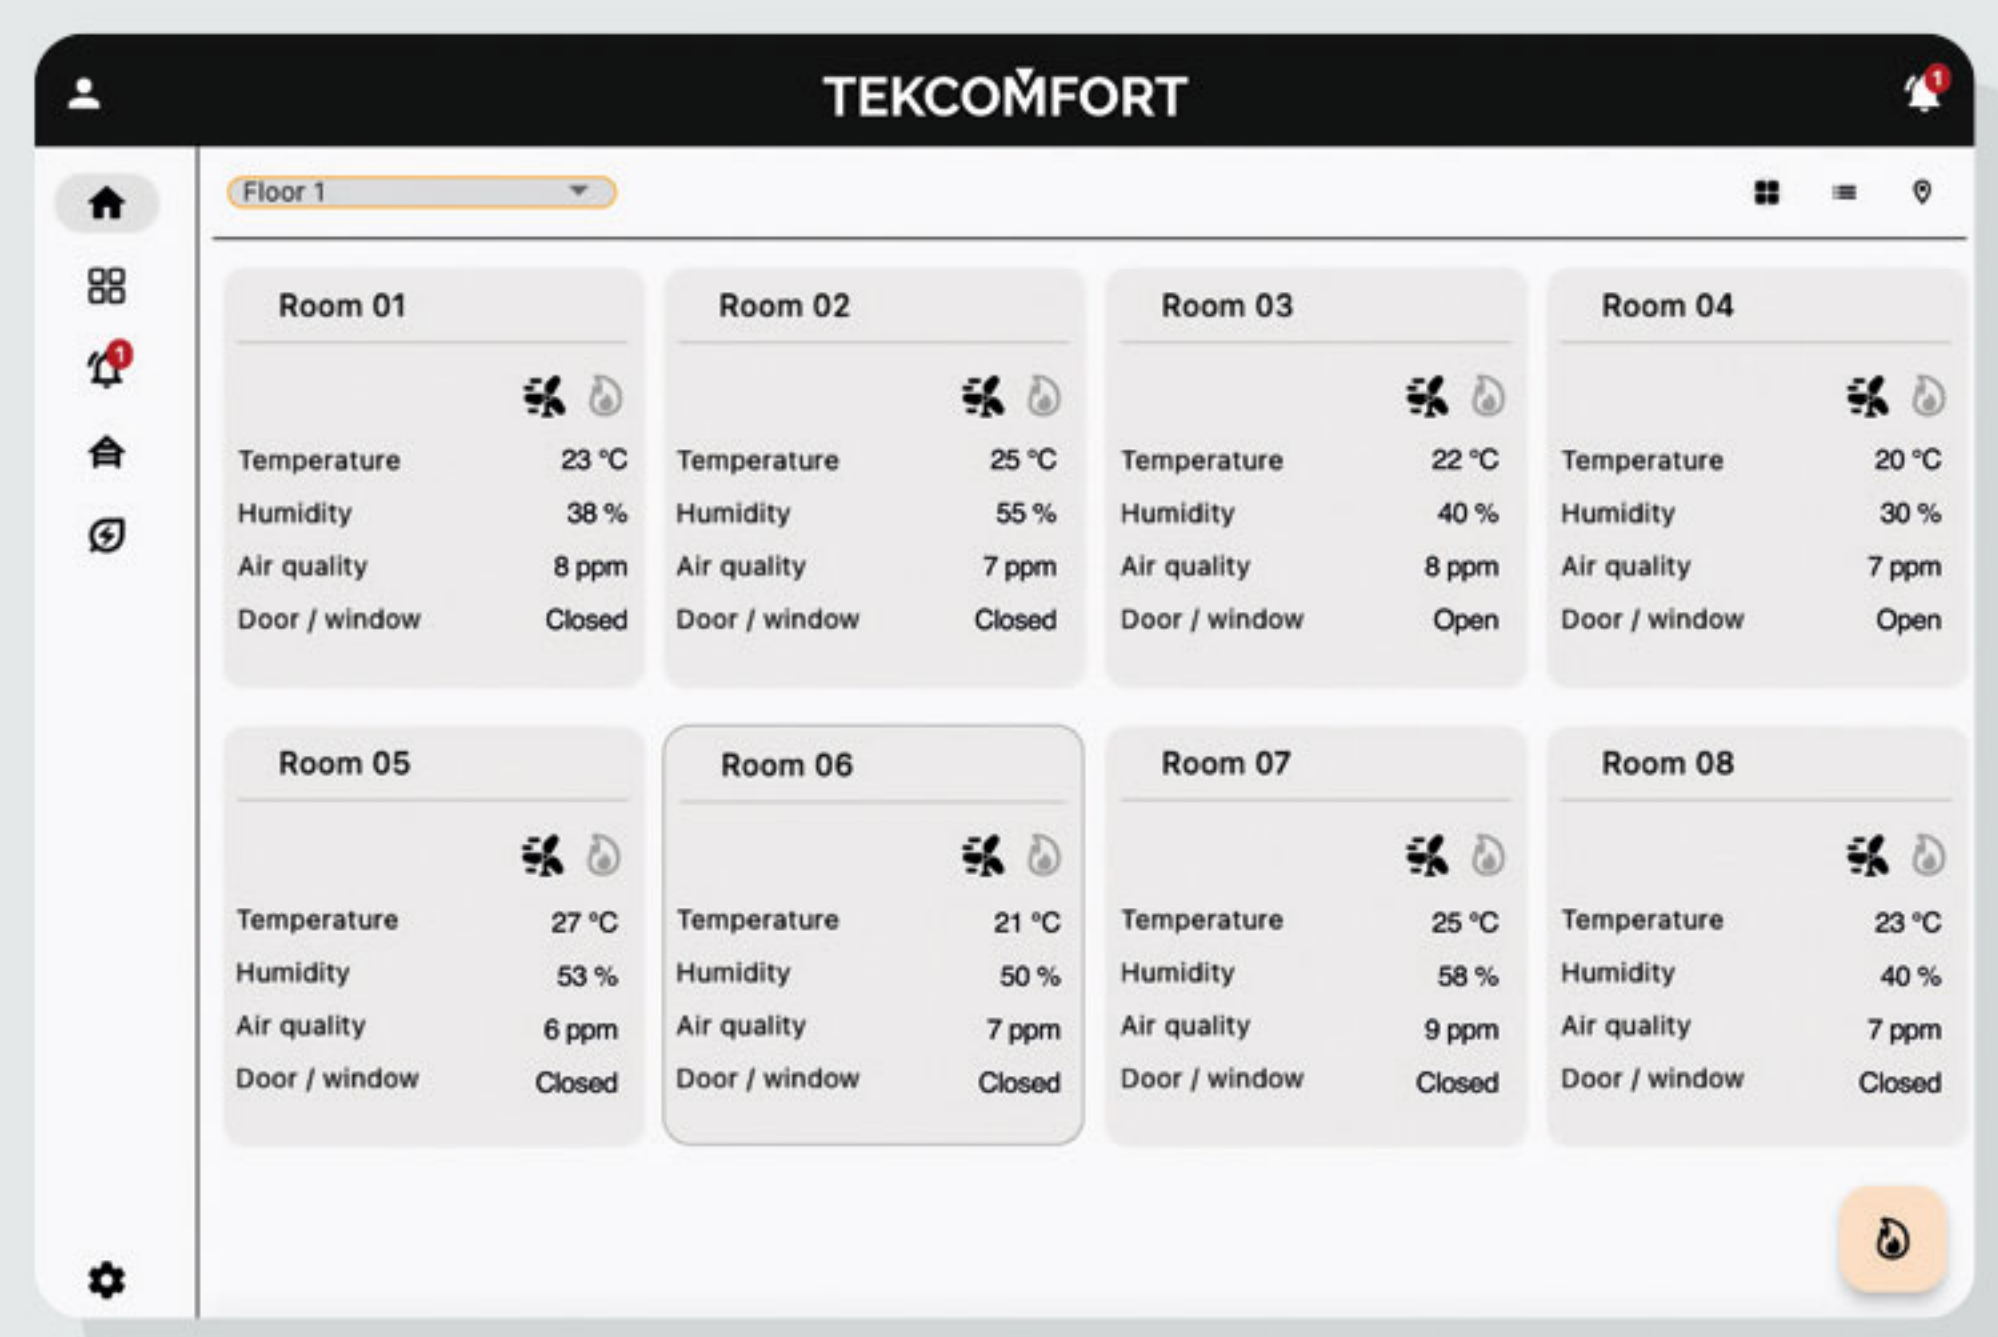 TEKCOMFORT
1
Floor 1
1
Room 01
Temperature 23 °C
Humidity 38 %
Air quality 8 ppm
Door / window Closed
Room 02
Temperature 25 °C
Humidity 55 %
Air quality 7 ppm
Door / window Closed
Room 03
Temperature 22 °C
Humidity 40 %
Air quality 8 ppm
Door / window Open
Room 04
Temperature 20 °C
Humidity 30 %
Air quality 7 ppm
Door / window Open
Room 05
Temperature 27 °C
Humidity 53 %
Air quality 6 ppm
Door / window Closed
Room 06
Temperature 21 °C
Humidity 50 %
Air quality 7 ppm
Door / window Closed
Room 07
Temperature 25 °C
Humidity 58 %
Air quality 9 ppm
Door / window Closed
Room 08
Temperature 23 °C
Humidity 40 %
Air quality 7 ppm
Door / window Closed